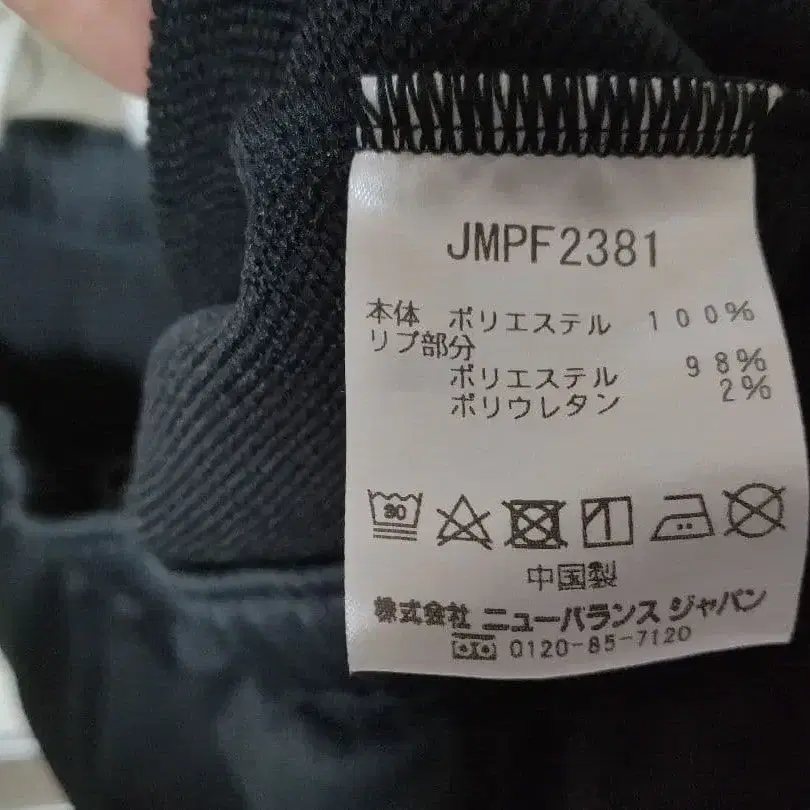 JMPF2381
本体 ポリエステル 100%
リブ部分
ポリエステル 98%
ポリウレタン 2%
30
中国製
株式会社 ニューバランス ジャパン
0120-85-7120